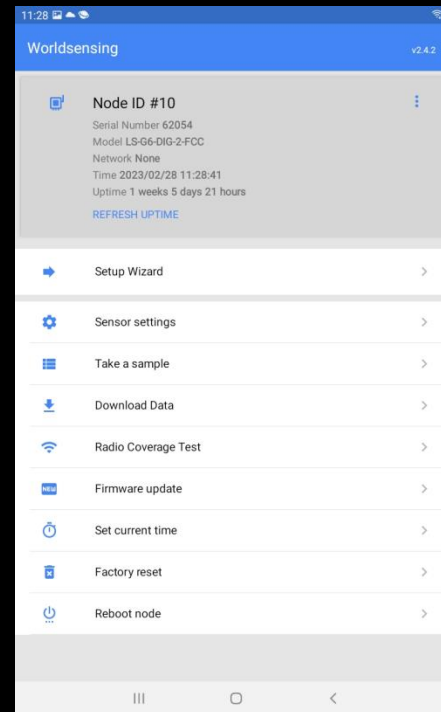 11:28
Worldsensing
v2.4.2
Node ID #10
Serial Number 62054
Model LS-G6-DIG-2-FCC
Network None
Time 2023/02/28 11:28:41
Uptime 1 weeks 5 days 21 hours
REFRESH UPTIME
Setup Wizard
Sensor settings
Take a sample
Download Data
Radio Coverage Test
NEW
Firmware update
Set current time
Factory reset
Reboot node